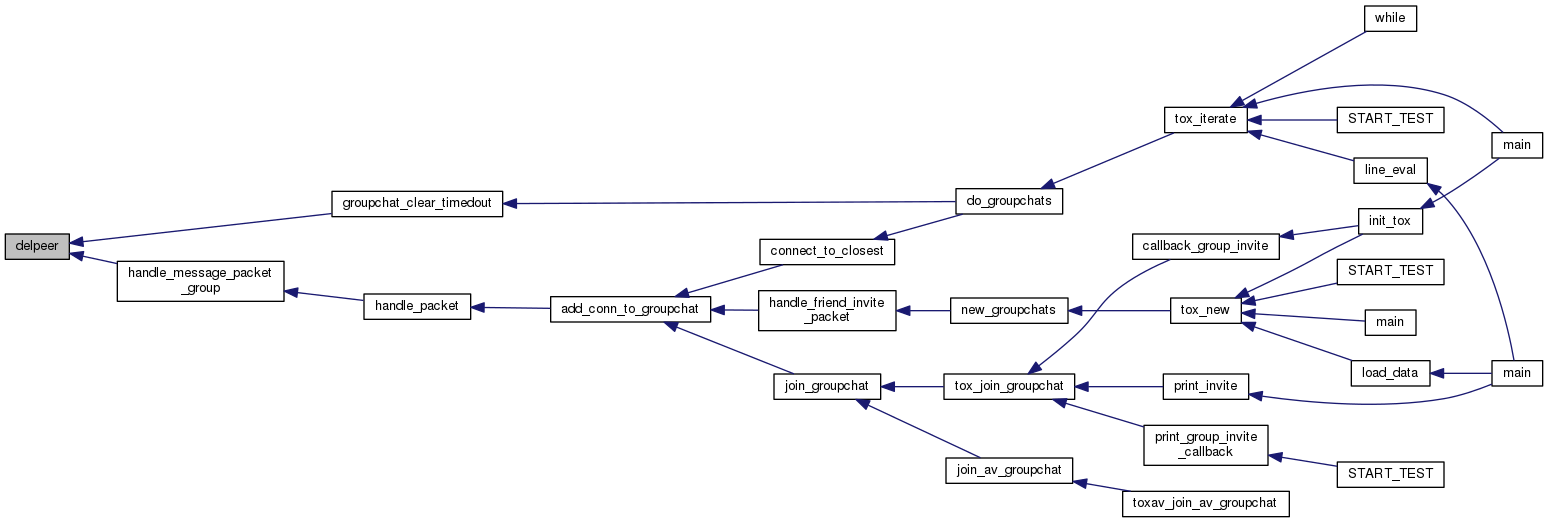 while
tox_iterate
START_TEST
main
line_eval
groupchat_clear_timedout
do_groupchats
init_tox
delpeer
connect_to_closest
callback_group_invite
handle_message_packet
_group
START_TEST
handle_packet
add_conn_to_groupchat
handle_friend_invite
_packet
new_groupchats
tox_new
main
join_groupchat
tox_join_groupchat
print_invite
load_data
main
print_group_invite
_callback
join_av_groupchat
START_TEST
toxav_join_av_groupchat